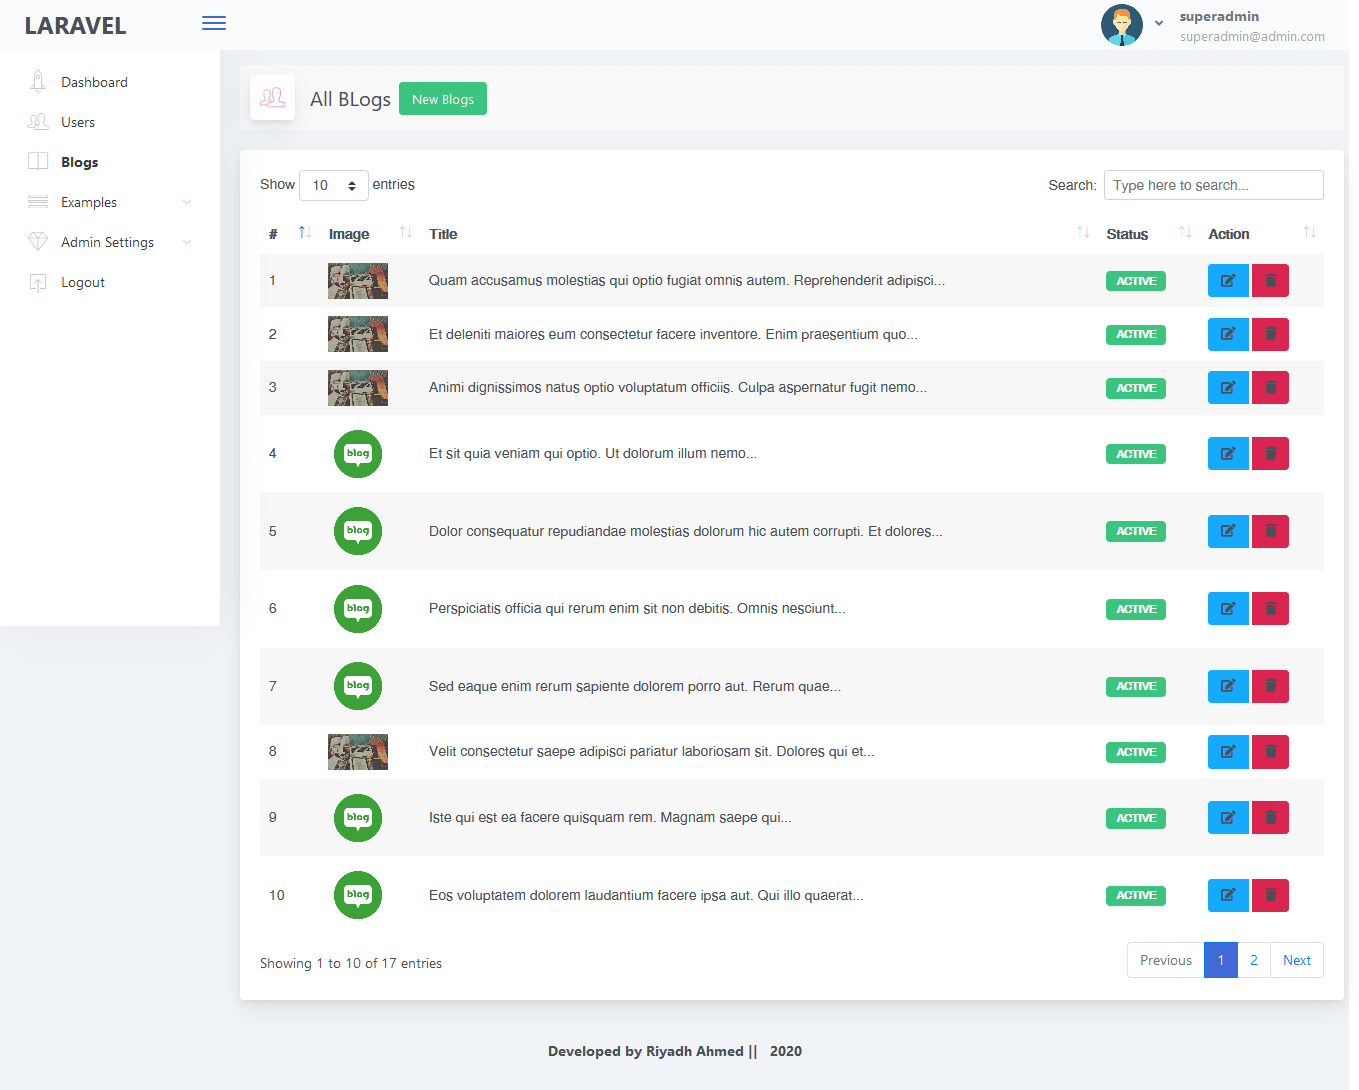 LARAVEL
superadmin
superadmin@admin.com
Dashboard
Users
Blogs
Examples
Admin Settings
Logout
All BLogs New Blogs
Show 10 entries Search: Type here to search...
# Image Title Status Action
1 Quam accusamus molestias qui optio fugiat omnis autem. Reprehenderit adipisci... ACTIVE
2 Et deleniti maiores eum consectetur facere inventore. Enim praesentium quo... ACTIVE
3 Animi dignissimos natus optio voluptatum officiis. Culpa aspernatur fugit nemo... ACTIVE
4 blog Et sit quia veniam qui optio. Ut dolorum illum nemo... ACTIVE
5 blog Dolor consequatur repudiandae molestias dolorum hic autem corrupti. Et dolores... ACTIVE
6 blog Perspiciatis officia qui rerum enim sit non debitis. Omnis nesciunt... ACTIVE
7 blog Sed eaque enim rerum sapiente dolorem porro aut. Rerum quae... ACTIVE
8 Velit consectetur saepe adipisci pariatur laboriosam sit. Dolores qui et... ACTIVE
9 blog Iste qui est ea facere quisquam rem. Magnam saepe qui... ACTIVE
10 blog Eos voluptatem dolorem laudantium facere ipsa aut. Qui illo quaerat... ACTIVE
Showing 1 to 10 of 17 entries Previous 1 2 Next
Developed by Riyadh Ahmed || 2020